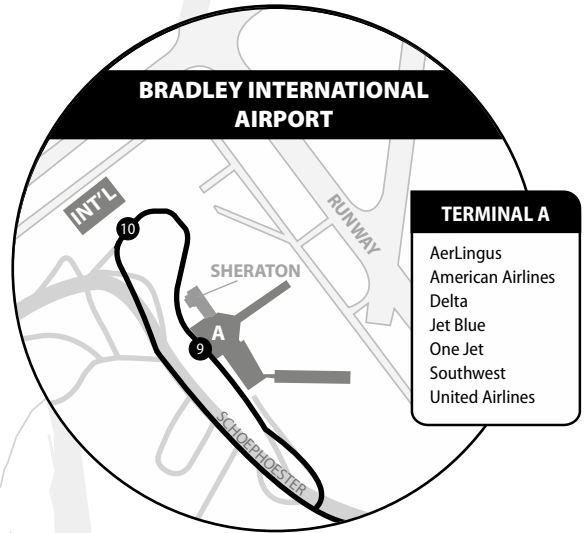 BRADLEY INTERNATIONAL
AIRPORT
INT'L
10
RUNWAY
SHERATON
A
9
SCHOEPHOESTER
TERMINAL A
AerLingus
American Airlines
Delta
Jet Blue
One Jet
Southwest
United Airlines